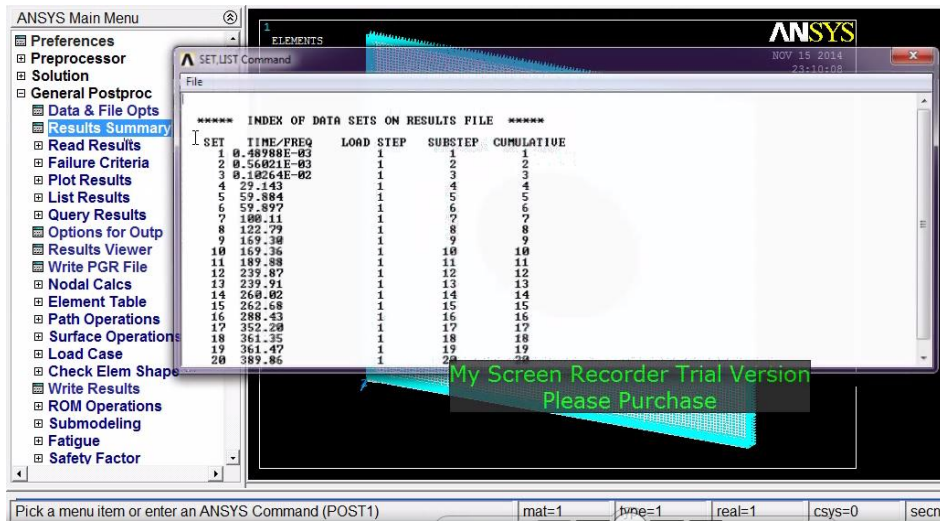 ANSYS Main Menu
Preferences
Preprocessor
Solution
General Postproc
Data & File Opts
Results Summary
Read Results
Failure Criteria
Plot Results
List Results
Query Results
Options for Outp
Results Viewer
Write PGR File
Nodal Calcs
Element Table
Path Operations
Surface Operations
Load Case
Check Elem Shape
Write Results
ROM Operations
Submodeling
Fatigue
Safety Factor
1
ELEMENTS
ANSYS
NOV 15 2014
23:10:08
SET,LIST Command
File
***** INDEX OF DATA SETS ON RESULTS FILE *****
SET TIME/FREQ LOAD STEP SUBSTEP CUMULATIVE
1 0.48988E-03 1 1 1
2 0.56021E-03 1 2 2
3 0.10264E-02 1 3 3
4 29.143 1 4 4
5 59.884 1 5 5
6 59.897 1 6 6
7 100.11 1 7 7
8 122.79 1 8 8
9 169.30 1 9 9
10 169.36 1 10 10
11 189.88 1 11 11
12 239.87 1 12 12
13 239.91 1 13 13
14 260.02 1 14 14
15 262.68 1 15 15
16 288.43 1 16 16
17 352.20 1 17 17
18 361.35 1 18 18
19 361.47 1 19 19
20 389.86 1 20 20
My Screen Recorder Trial Version
Please Purchase
Pick a menu item or enter an ANSYS Command (POST1)
mat=1
type=1
real=1
csys=0
secn